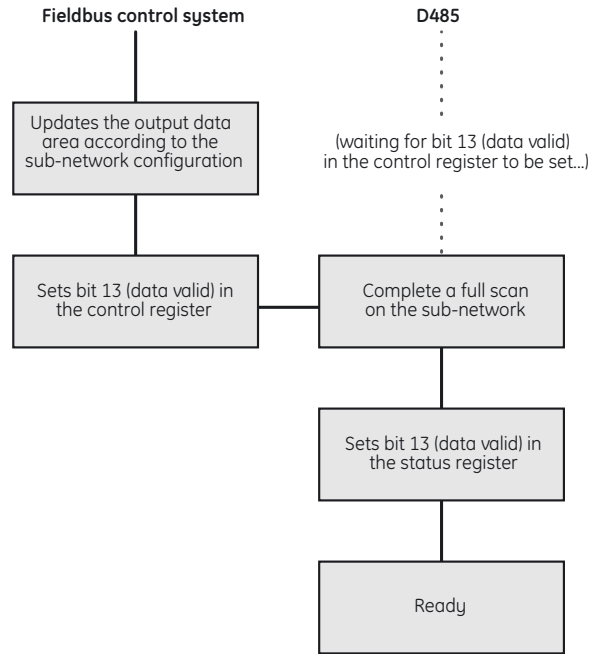 Fieldbus control system
D485
Updates the output data
area according to the
sub-network configuration
(waiting for bit 13 (data valid)
in the control register to be set...)
Sets bit 13 (data valid) in
the control register
Complete a full scan
on the sub-network
Sets bit 13 (data valid) in
the status register
Ready